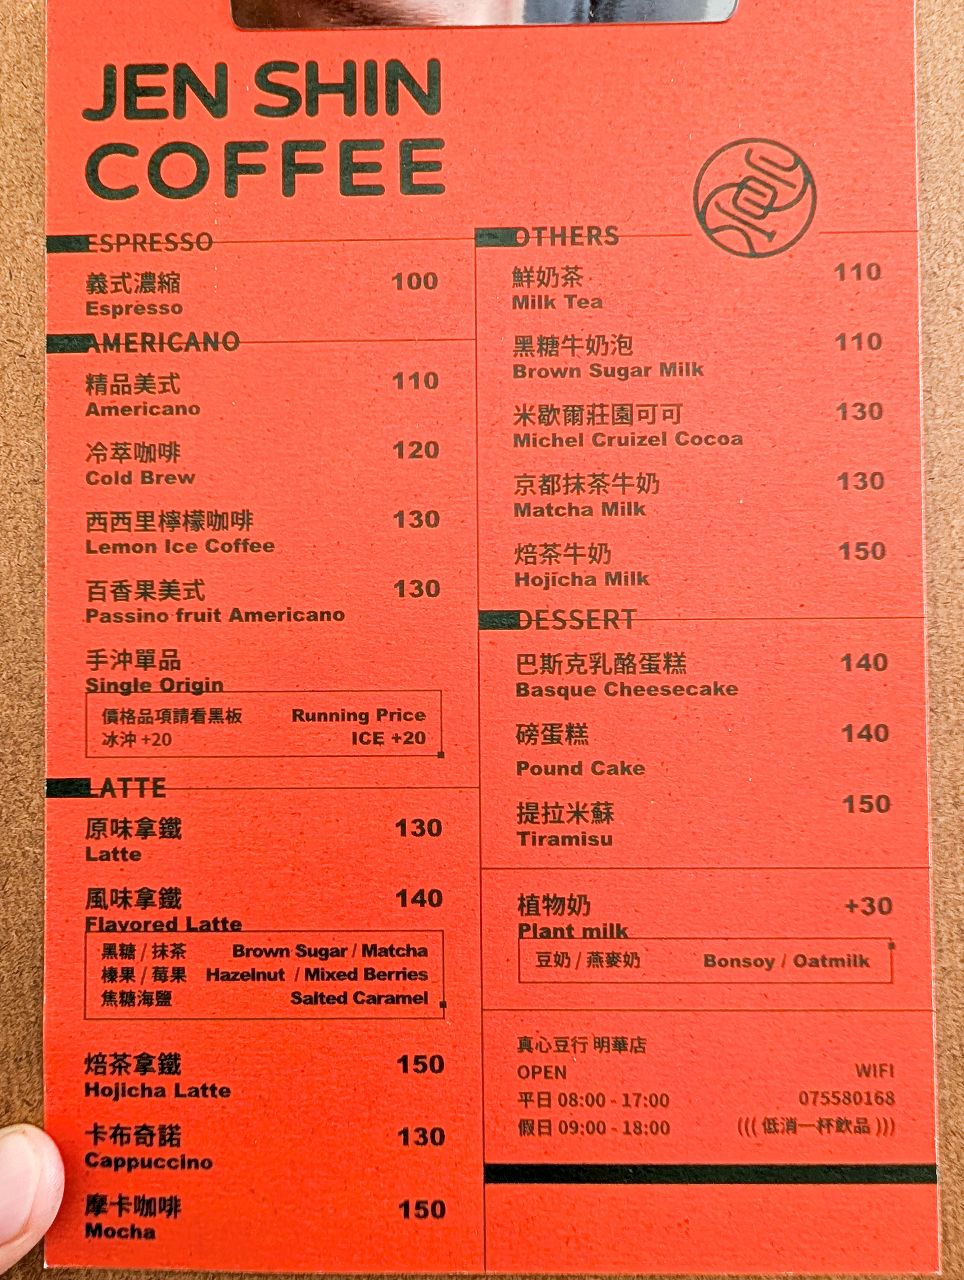 JEN SHIN
COFFEE
ESPRESSO
義式濃縮 100
Espresso
AMERICANO
精品美式 110
Americano
冷萃咖啡 120
Cold Brew
西西里檸檬咖啡 130
Lemon Ice Coffee
百香果美式 130
Passino fruit Americano
手沖單品
Single Origin
價格品項請看黑板 Running Price
冰沖 +20 ICE +20
LATTE
原味拿鐵 130
Latte
風味拿鐵 140
Flavored Latte
黑糖 / 抹茶 Brown Sugar / Matcha
榛果 / 莓果 Hazelnut / Mixed Berries
焦糖海鹽 Salted Caramel
焙茶拿鐵 150
Hojicha Latte
卡布奇諾 130
Cappuccino
摩卡咖啡 150
Mocha
OTHERS
鮮奶茶 110
Milk Tea
黑糖牛奶泡 110
Brown Sugar Milk
米歇爾莊園可可 130
Michel Cruizel Cocoa
京都抹茶牛奶 130
Matcha Milk
焙茶牛奶 150
Hojicha Milk
DESSERT
巴斯克乳酪蛋糕 140
Basque Cheesecake
磅蛋糕 140
Pound Cake
提拉米蘇 150
Tiramisu
植物奶 +30
Plant milk
豆奶 / 燕麥奶 Bonsoy / Oatmilk
真心豆行 明華店
OPEN WIFI
平日 08:00 - 17:00 075580168
假日 09:00 - 18:00 ((( 低消一杯飲品 )))